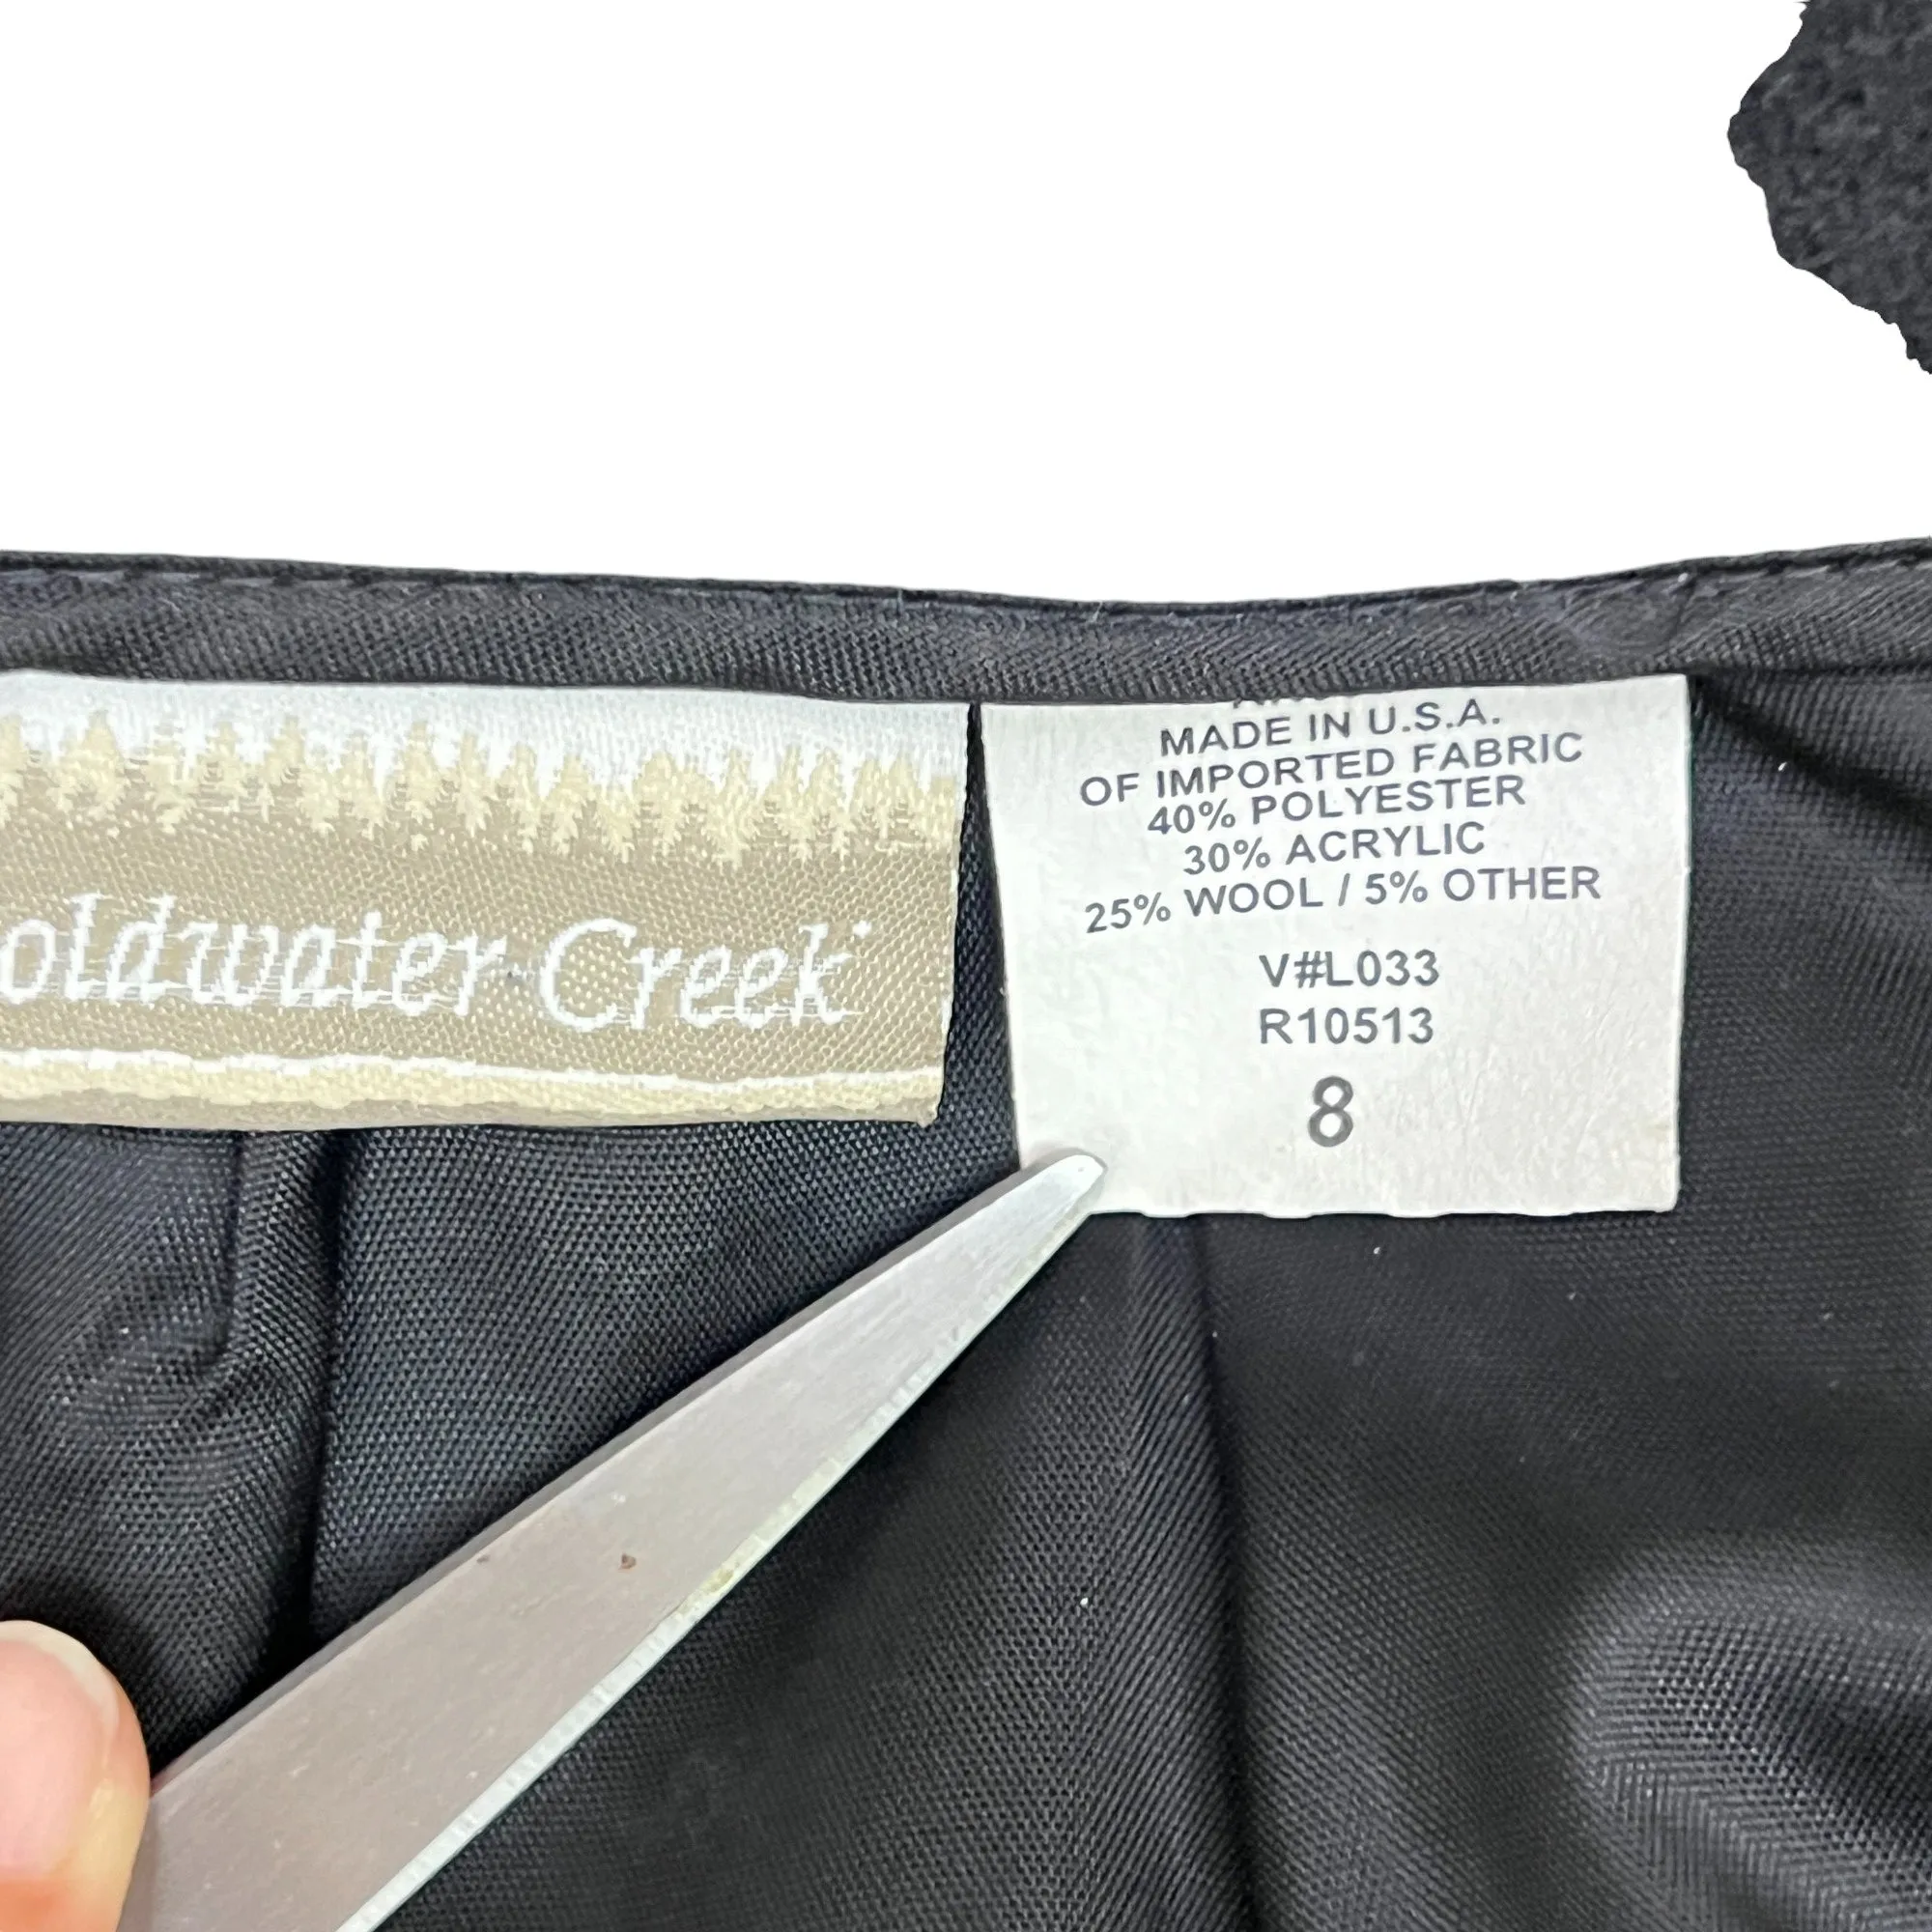 oldwater Creek
MADE IN U.S.A.
OF IMPORTED FABRIC
40% POLYESTER
30% ACRYLIC
25% WOOL / 5% OTHER
V#L033
R10513
8